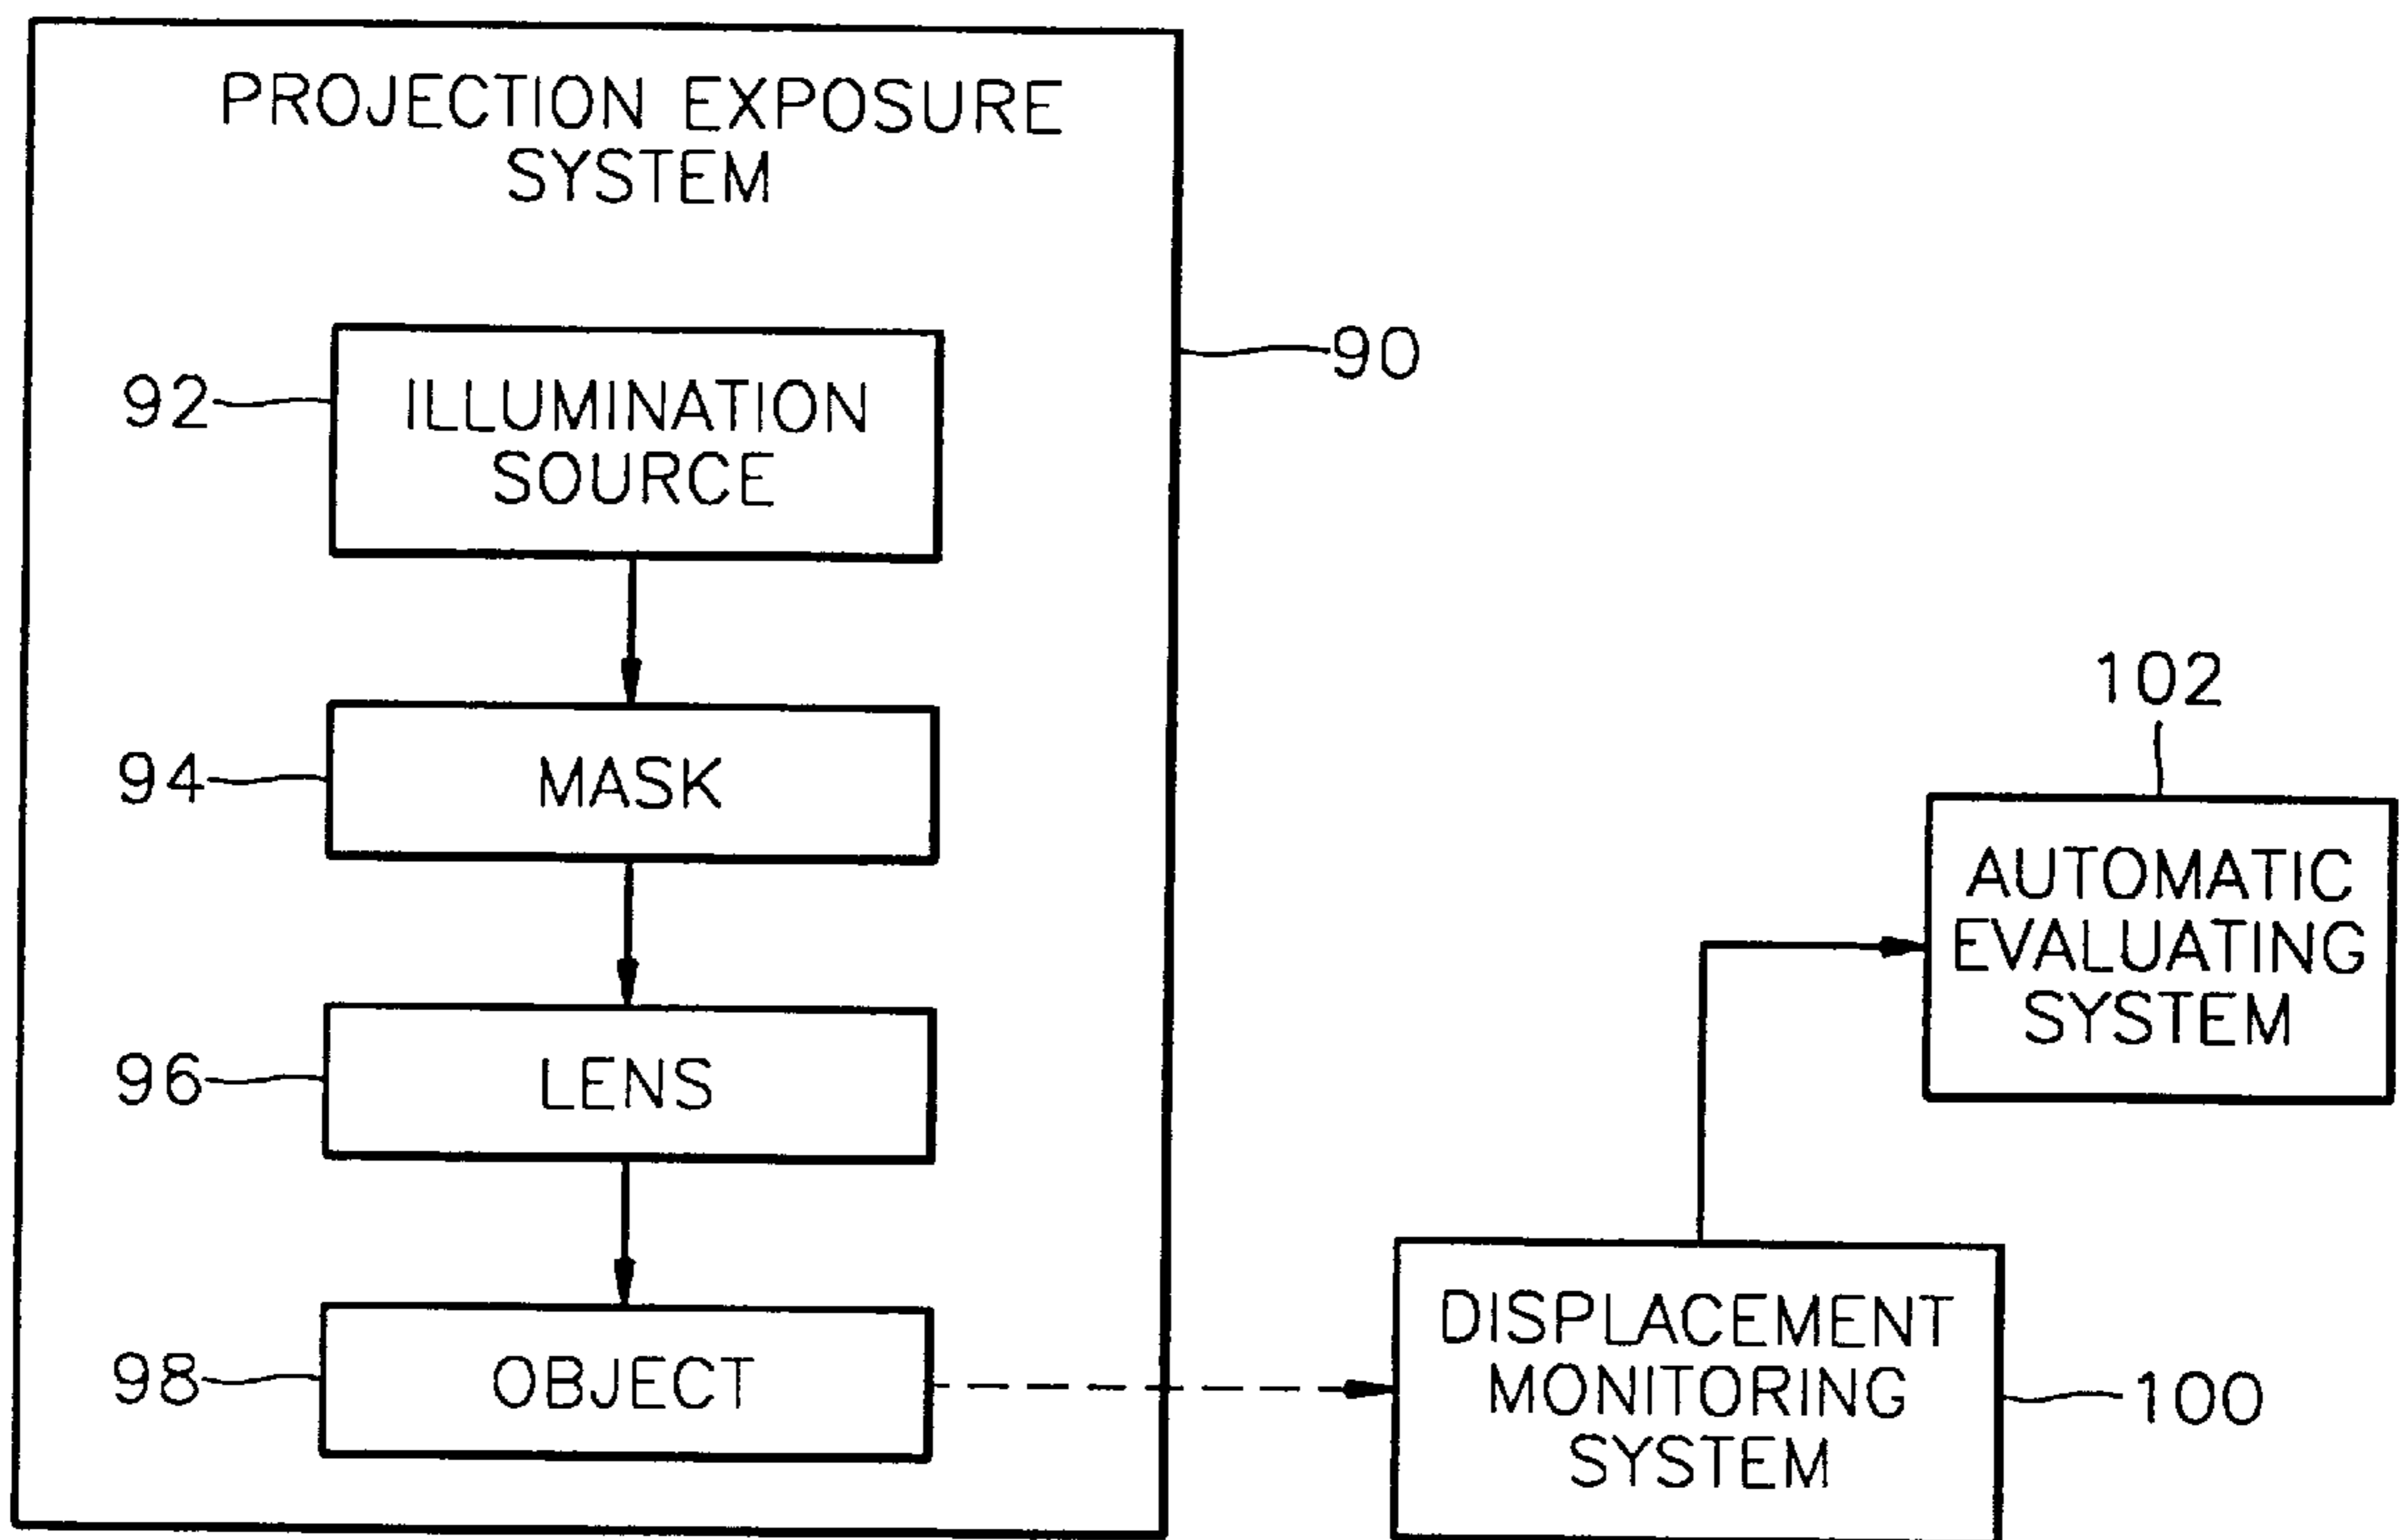 PROJECTION EXPOSURE
SYSTEM
90
92
ILLUMINATION
SOURCE
94
MASK
96
LENS
98
OBJECT
102
AUTOMATIC
EVALUATING
SYSTEM
DISPLACEMENT
MONITORING
SYSTEM
100